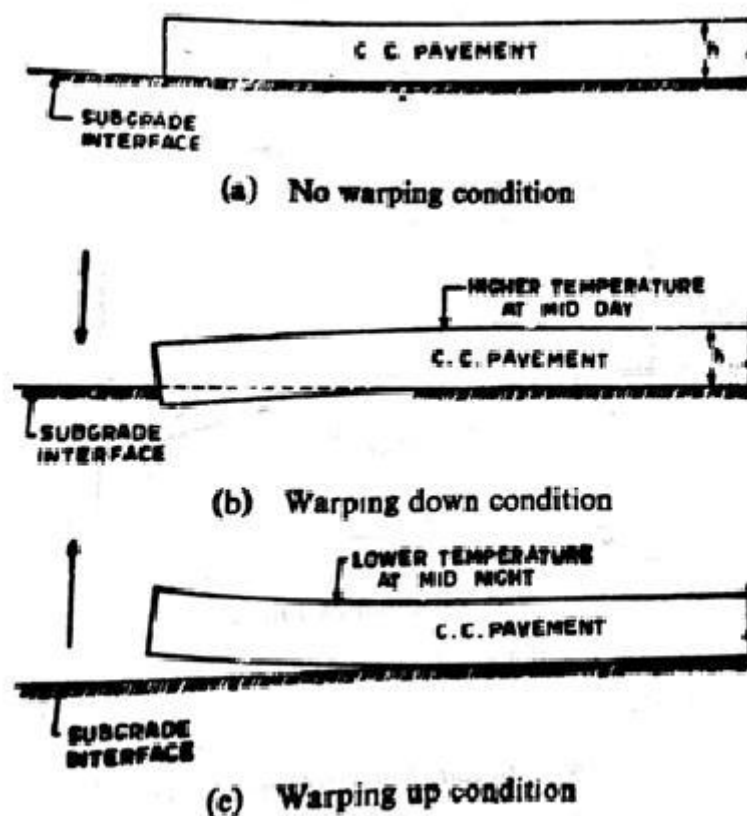 C. C. PAVEMENT
h
SUBGRADE
INTERFACE
(a) No warping condition
HIGHER TEMPERATURE
AT MID DAY
C. C. PAVEMENT
h
SUBGRADE
INTERFACE
(b) Warping down condition
LOWER TEMPERATURE
AT MID NIGHT
C. C. PAVEMENT
SUBGRADE
INTERFACE
(c) Warping up condition